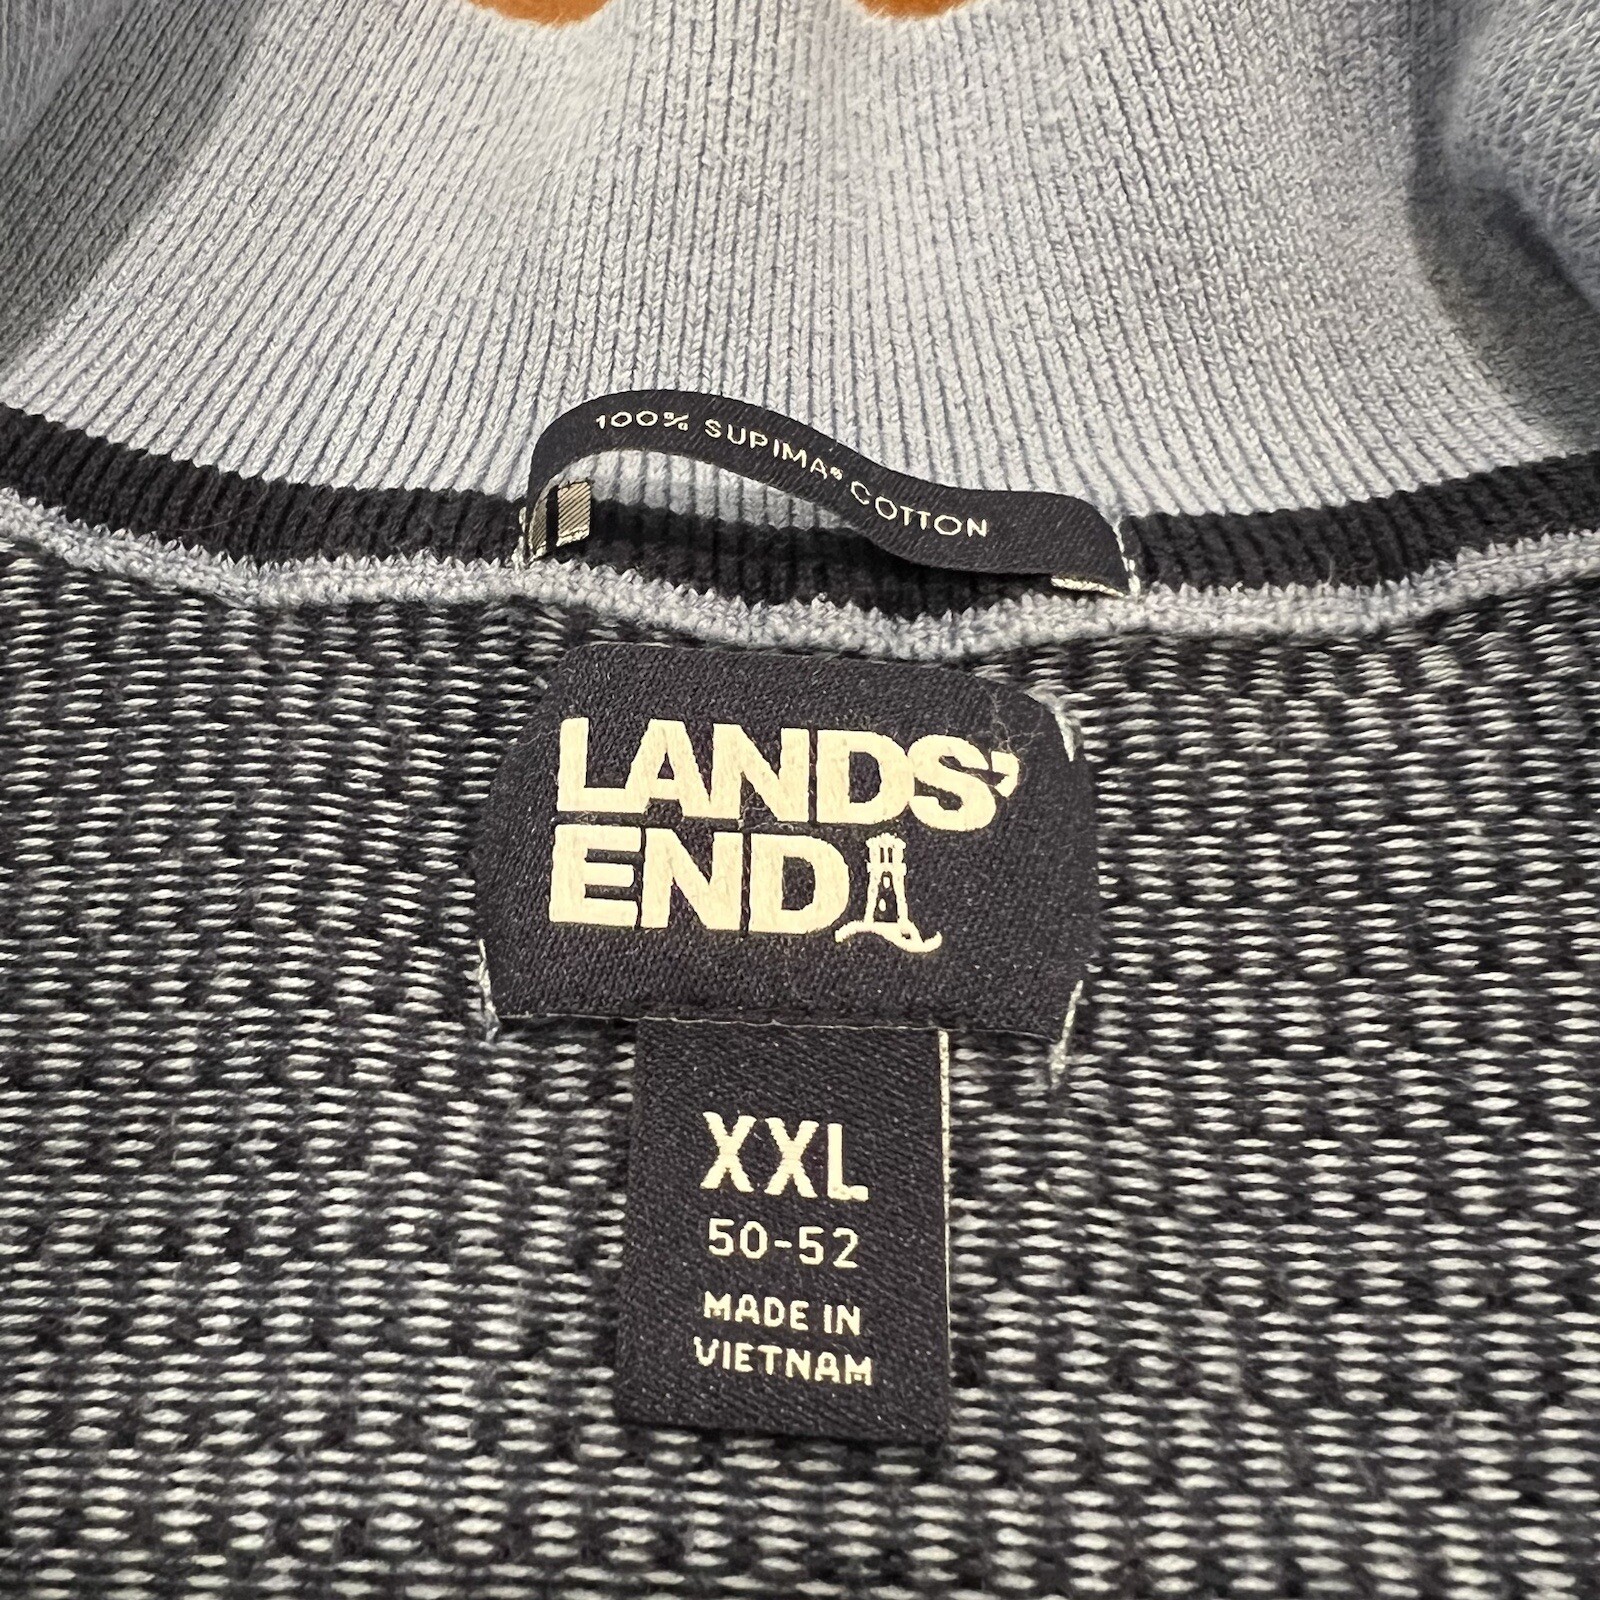 100% SUPIMA® COTTON
LANDS'
END
XXL
50-52
MADE IN
VIETNAM